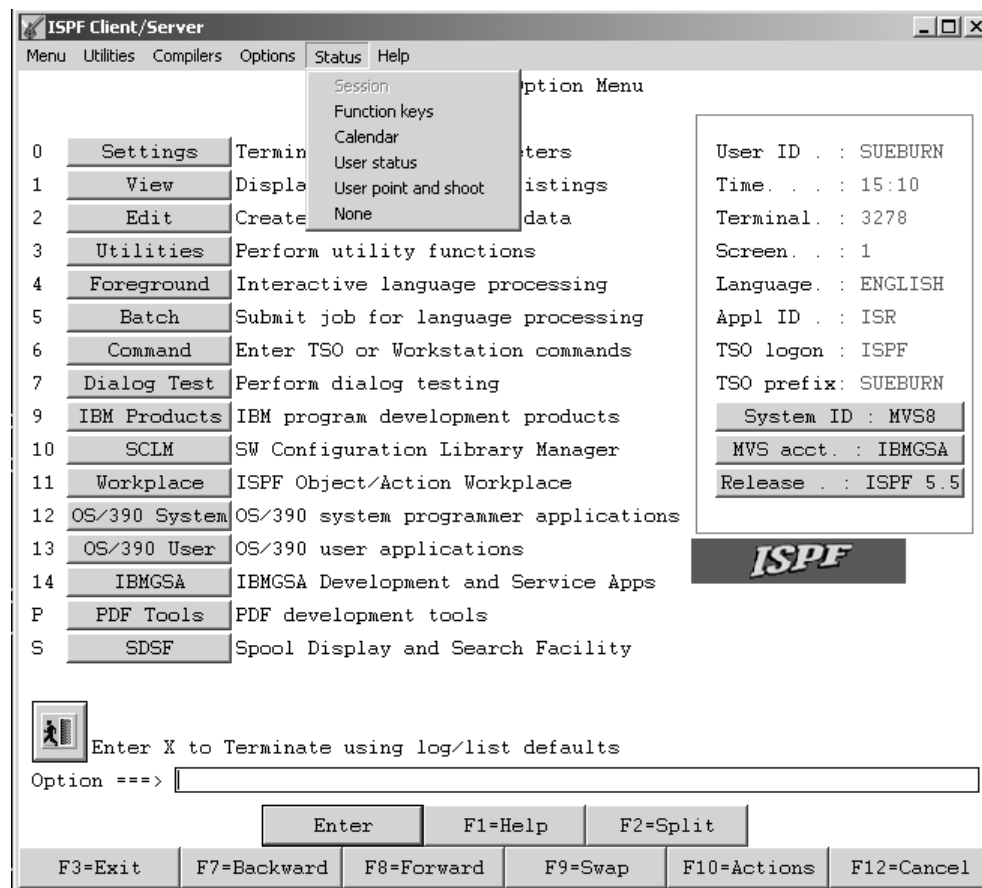 ISPF Client/Server
Menu Utilities Compilers Options Status Help
Session
Function keys
Calendar
User status
User point and shoot
None
Option Menu
0 Settings Termin ters
1 View Displa istings
2 Edit Create data
3 Utilities Perform utility functions
4 Foreground Interactive language processing
5 Batch Submit job for language processing
6 Command Enter TSO or Workstation commands
7 Dialog Test Perform dialog testing
9 IBM Products IBM program development products
10 SCLM SW Configuration Library Manager
11 Workplace ISPF Object/Action Workplace
12 OS/390 System OS/390 system programmer applications
13 OS/390 User OS/390 user applications
14 IBMGSA IBMGSA Development and Service Apps
P PDF Tools PDF development tools
S SDSF Spool Display and Search Facility
User ID . : SUEBURN
Time. . . : 15:10
Terminal. : 3278
Screen. . : 1
Language. : ENGLISH
Appl ID . : ISR
TSO logon : ISPF
TSO prefix: SUEBURN
System ID : MVS8
MVS acct. : IBMGSA
Release . : ISPF 5.5
ISPF
Enter X to Terminate using log/list defaults
Option ===>
Enter F1=Help F2=Split
F3=Exit F7=Backward F8=Forward F9=Swap F10=Actions F12=Cancel